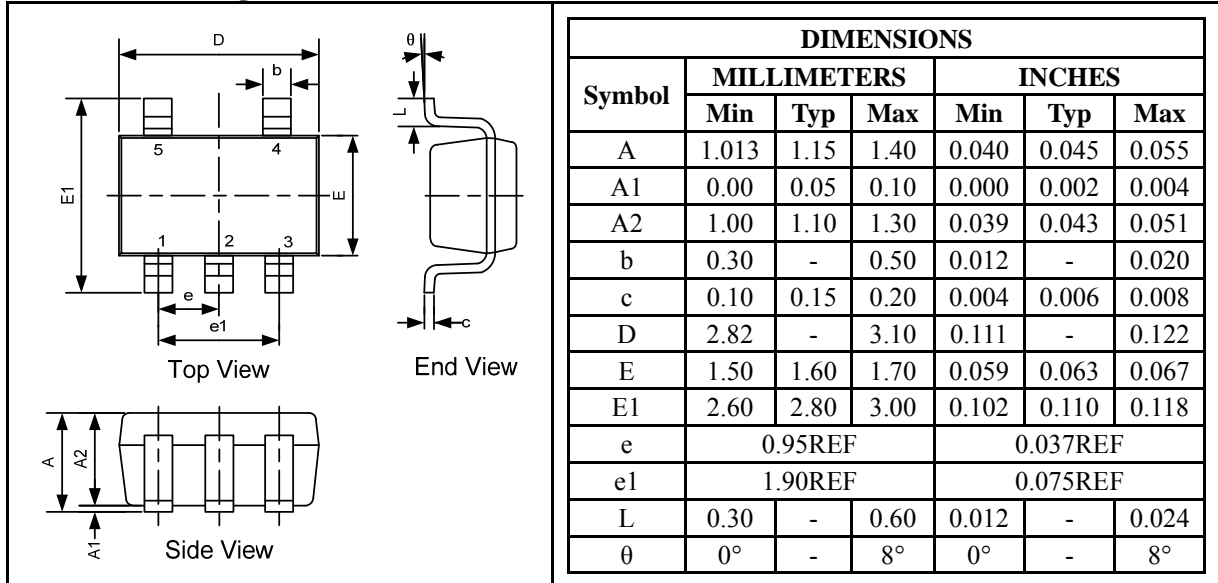 D
b
E1
5 4
E
1 2 3
e
e1
Top View
θ
L
c
End View
A
A2
A1
Side View
DIMENSIONS
Symbol MILLIMETERS INCHES
Min Typ Max Min Typ Max
A 1.013 1.15 1.40 0.040 0.045 0.055
A1 0.00 0.05 0.10 0.000 0.002 0.004
A2 1.00 1.10 1.30 0.039 0.043 0.051
b 0.30 - 0.50 0.012 - 0.020
c 0.10 0.15 0.20 0.004 0.006 0.008
D 2.82 - 3.10 0.111 - 0.122
E 1.50 1.60 1.70 0.059 0.063 0.067
E1 2.60 2.80 3.00 0.102 0.110 0.118
e 0.95REF 0.037REF
e1 1.90REF 0.075REF
L 0.30 - 0.60 0.012 - 0.024
θ 0° - 8° 0° - 8°